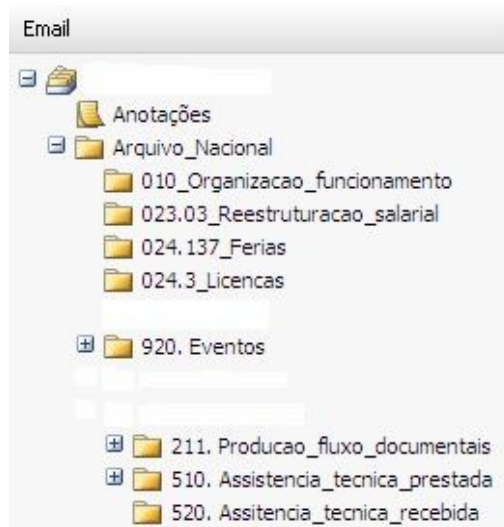 Email
Anotações
Arquivo_Nacional
010_Organizacao_funcionamento
023.03_Reestruturacao_salarial
024.137_Ferias
024.3_Licencas
920. Eventos
211. Producao_fluxo_documentais
510. Assistencia_tecnica_prestada
520. Assitencia_tecnica_recebida